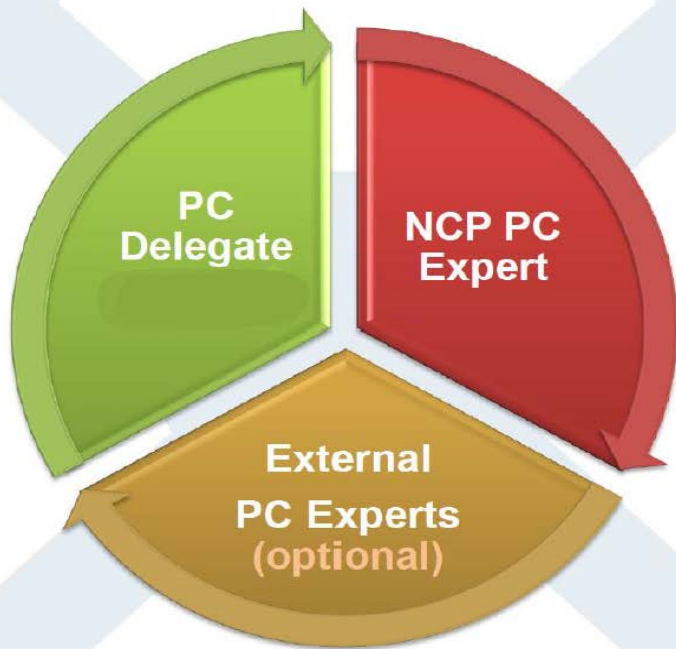 PC
Delegate
NCP PC
Expert
External
PC Experts
(optional)